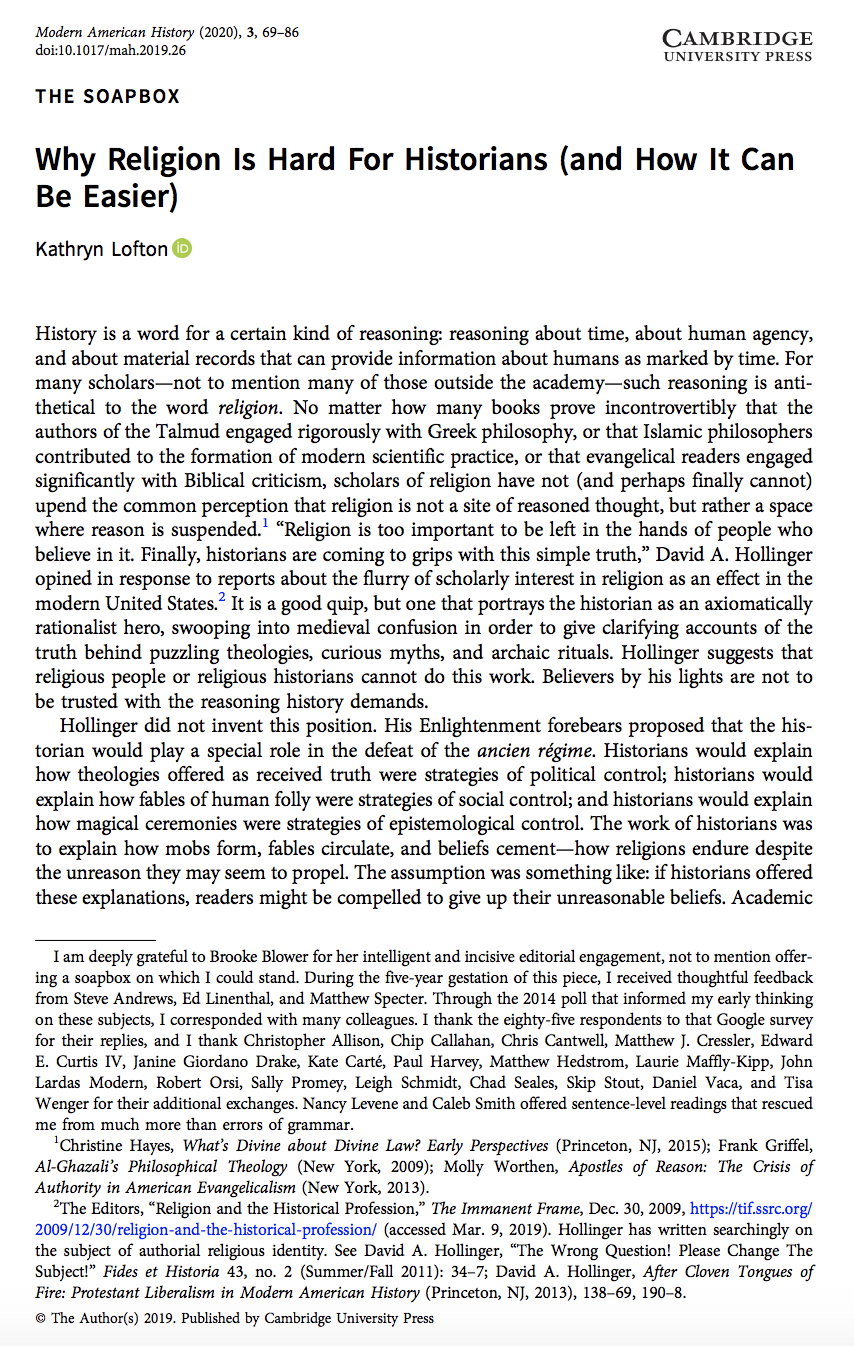 Modern American History (2020), 3, 69–86
doi:10.1017/mah.2019.26
CAMBRIDGE
UNIVERSITY PRESS
THE SOAPBOX
Why Religion Is Hard For Historians (and How It Can
Be Easier)
Kathryn Lofton iD
History is a word for a certain kind of reasoning: reasoning about time, about human agency,
and about material records that can provide information about humans as marked by time. For
many scholars—not to mention many of those outside the academy—such reasoning is anti-
thetical to the word religion. No matter how many books prove incontrovertibly that the
authors of the Talmud engaged rigorously with Greek philosophy, or that Islamic philosophers
contributed to the formation of modern scientific practice, or that evangelical readers engaged
significantly with Biblical criticism, scholars of religion have not (and perhaps finally cannot)
upend the common perception that religion is not a site of reasoned thought, but rather a space
where reason is suspended.1 “Religion is too important to be left in the hands of people who
believe in it. Finally, historians are coming to grips with this simple truth,” David A. Hollinger
opined in response to reports about the flurry of scholarly interest in religion as an effect in the
modern United States.2 It is a good quip, but one that portrays the historian as an axiomatically
rationalist hero, swooping into medieval confusion in order to give clarifying accounts of the
truth behind puzzling theologies, curious myths, and archaic rituals. Hollinger suggests that
religious people or religious historians cannot do this work. Believers by his lights are not to
be trusted with the reasoning history demands.
Hollinger did not invent this position. His Enlightenment forebears proposed that the his-
torian would play a special role in the defeat of the ancien régime. Historians would explain
how theologies offered as received truth were strategies of political control; historians would
explain how fables of human folly were strategies of social control; and historians would explain
how magical ceremonies were strategies of epistemological control. The work of historians was
to explain how mobs form, fables circulate, and beliefs cement—how religions endure despite
the unreason they may seem to propel. The assumption was something like: if historians offered
these explanations, readers might be compelled to give up their unreasonable beliefs. Academic
I am deeply grateful to Brooke Blower for her intelligent and incisive editorial engagement, not to mention offer-
ing a soapbox on which I could stand. During the five-year gestation of this piece, I received thoughtful feedback
from Steve Andrews, Ed Linenthal, and Matthew Specter. Through the 2014 poll that informed my early thinking
on these subjects, I corresponded with many colleagues. I thank the eighty-five respondents to that Google survey
for their replies, and I thank Christopher Allison, Chip Callahan, Chris Cantwell, Matthew J. Cressler, Edward
E. Curtis IV, Janine Giordano Drake, Kate Carté, Paul Harvey, Matthew Hedstrom, Laurie Maffly-Kipp, John
Lardas Modern, Robert Orsi, Sally Promey, Leigh Schmidt, Chad Seales, Skip Stout, Daniel Vaca, and Tisa
Wenger for their additional exchanges. Nancy Levene and Caleb Smith offered sentence-level readings that rescued
me from much more than errors of grammar.
1Christine Hayes, What’s Divine about Divine Law? Early Perspectives (Princeton, NJ, 2015); Frank Griffel,
Al-Ghazali’s Philosophical Theology (New York, 2009); Molly Worthen, Apostles of Reason: The Crisis of
Authority in American Evangelicalism (New York, 2013).
2The Editors, “Religion and the Historical Profession,” The Immanent Frame, Dec. 30, 2009, https://tif.ssrc.org/
2009/12/30/religion-and-the-historical-profession/ (accessed Mar. 9, 2019). Hollinger has written searchingly on
the subject of authorial religious identity. See David A. Hollinger, “The Wrong Question! Please Change The
Subject!” Fides et Historia 43, no. 2 (Summer/Fall 2011): 34–7; David A. Hollinger, After Cloven Tongues of
Fire: Protestant Liberalism in Modern American History (Princeton, NJ, 2013), 138–69, 190–8.
© The Author(s) 2019. Published by Cambridge University Press